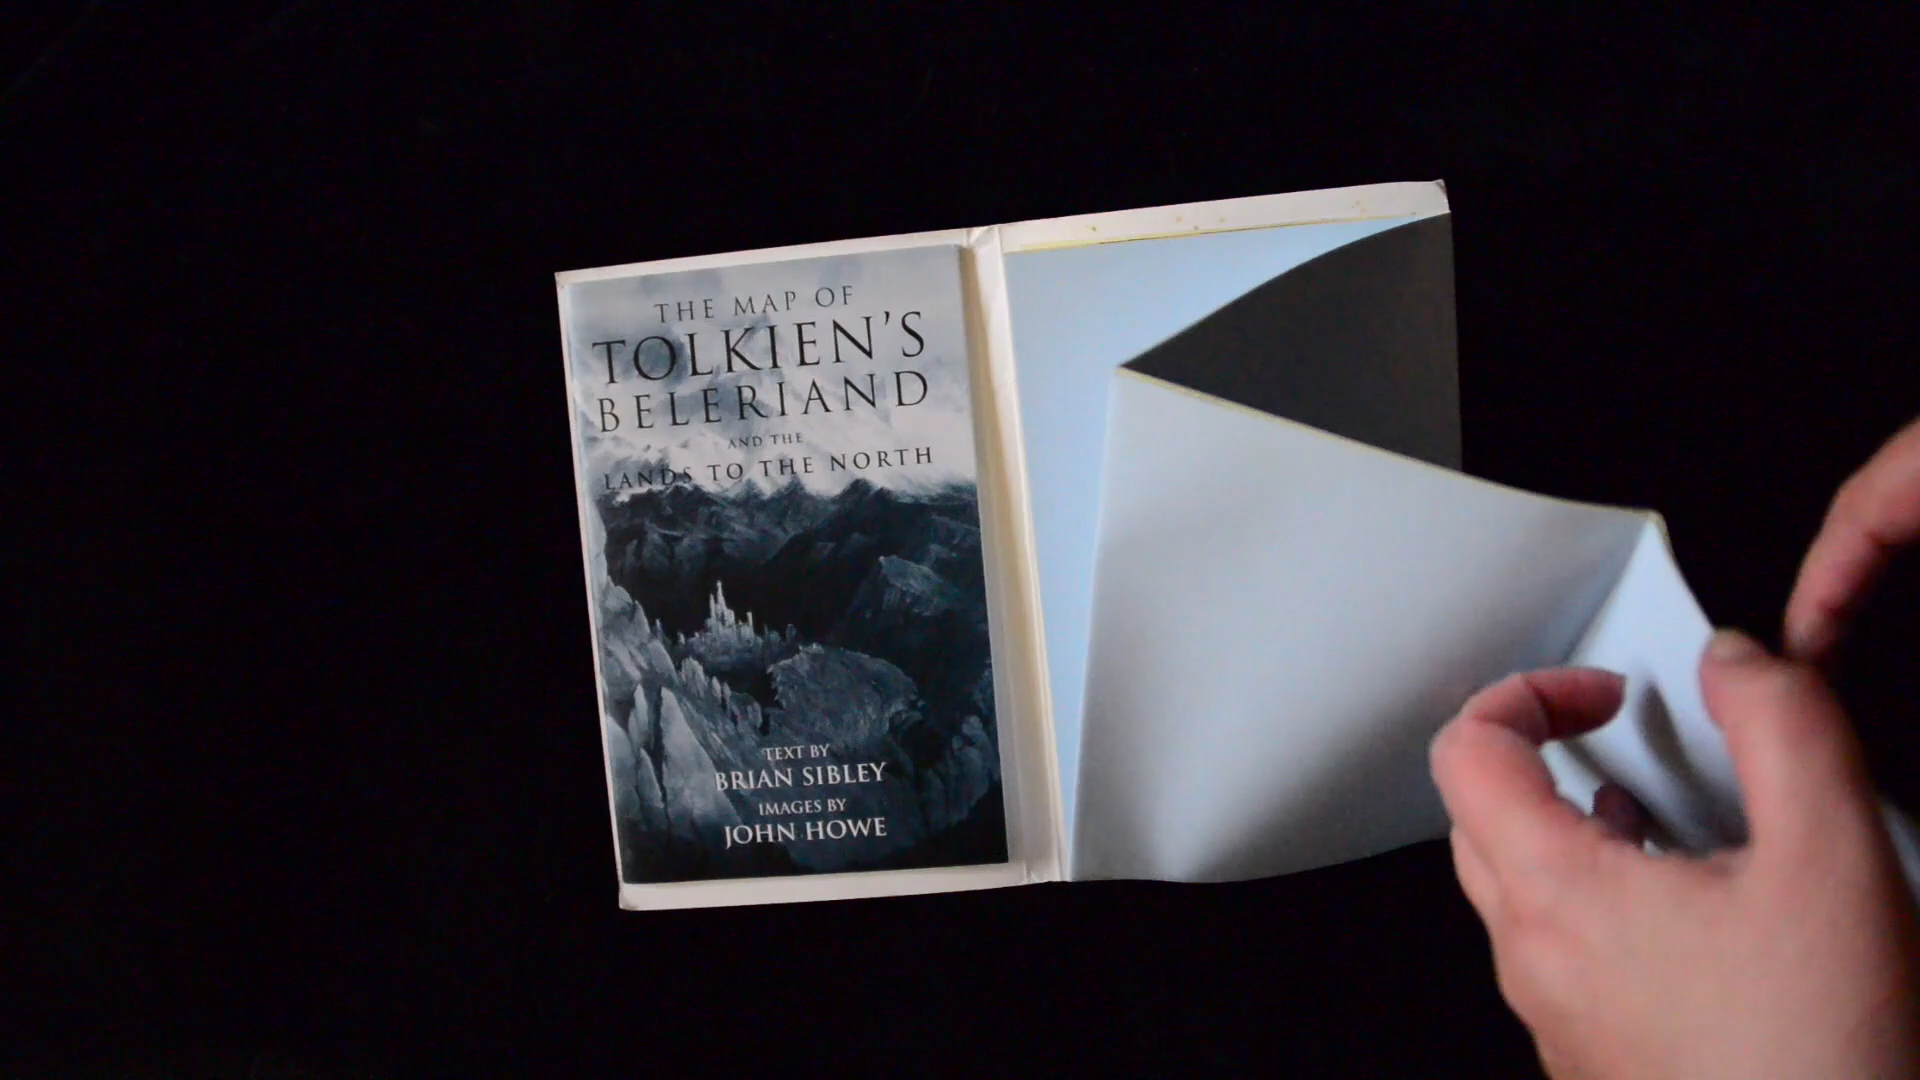 THE MAP OF
TOLKIEN'S
BELERIAND
AND THE
LANDS TO THE NORTH
TEXT BY
BRIAN SIBLEY
IMAGES BY
JOHN HOWE